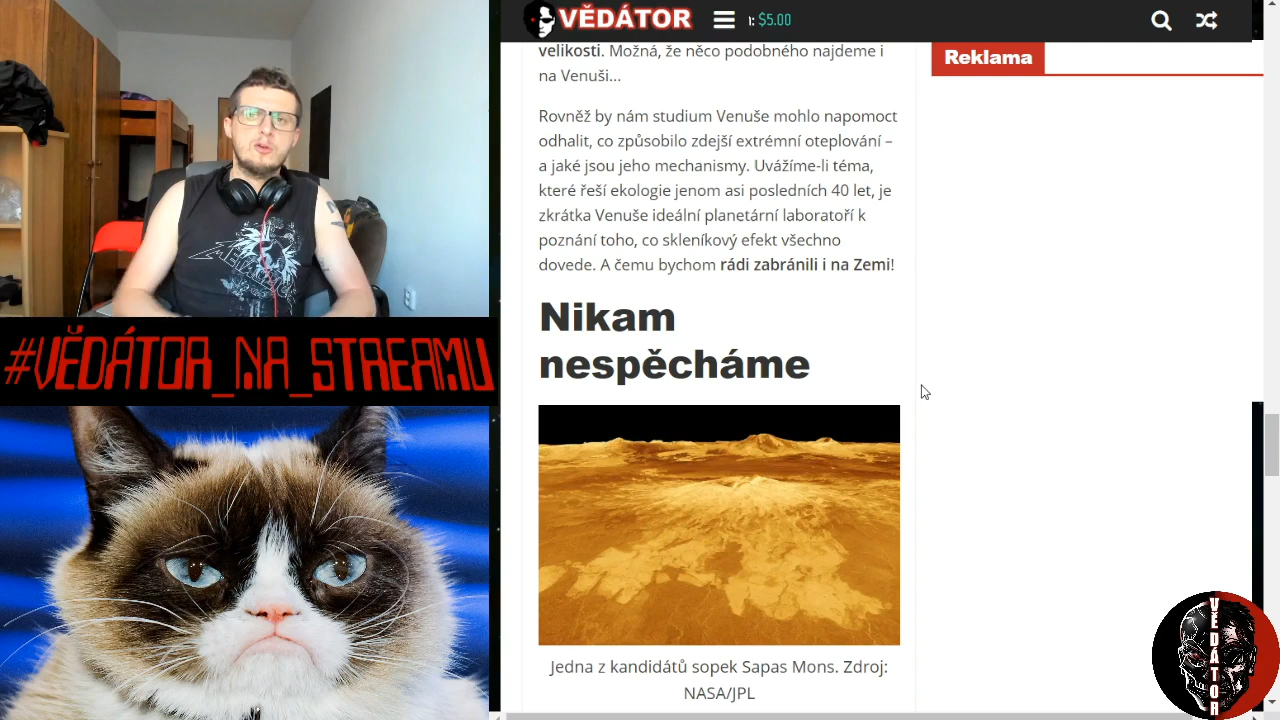 VĚDÁTOR
$5.00
velikosti. Možná, že něco podobného najdeme i
na Venuši...
Reklama
Rovněž by nám studium Venuše mohlo napomoct
odhalit, co způsobilo zdejší extrémní oteplování –
a jaké jsou jeho mechanismy. Uvážíme-li téma,
které řeší ekologie jenom asi posledních 40 let, je
zkrátka Venuše ideální planetární laboratoří k
poznání toho, co skleníkový efekt všechno
dovede. A čemu bychom rádi zabránili i na Zemi!
Nikam
nespěcháme
#VĚDÁTOR_NA_STREAMU
Jedna z kandidátů sopek Sapas Mons. Zdroj:
NASA/JPL
VĚDÁTOR